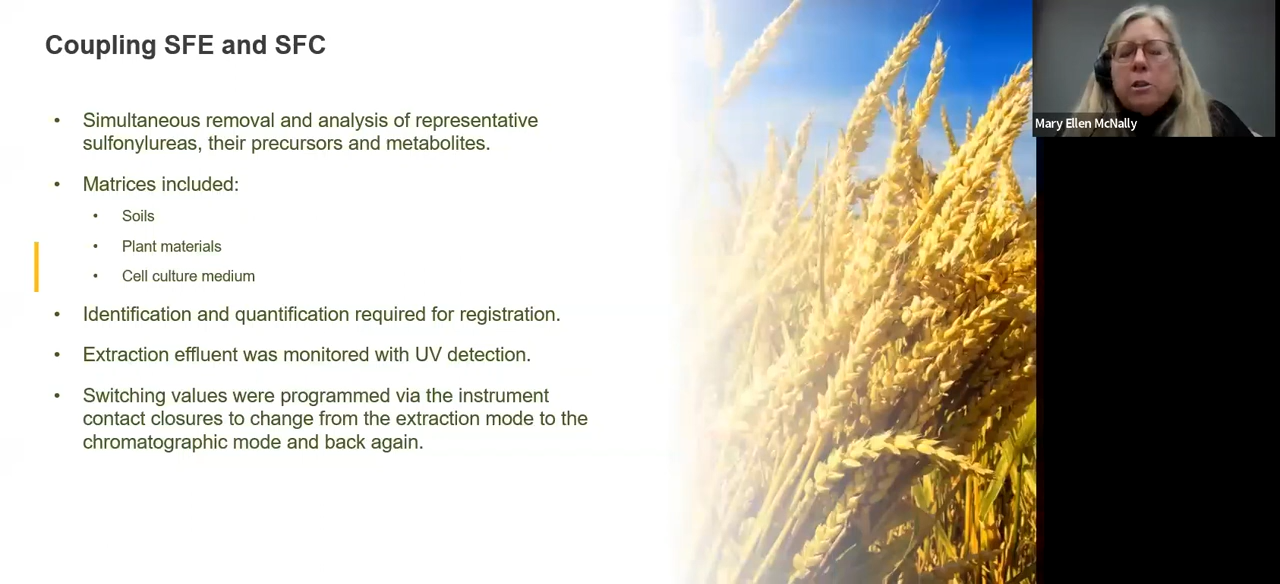 Coupling SFE and SFC
• Simultaneous removal and analysis of representative
sulfonylureas, their precursors and metabolites.
• Matrices included:
• Soils
• Plant materials
• Cell culture medium
• Identification and quantification required for registration.
• Extraction effluent was monitored with UV detection.
• Switching values were programmed via the instrument
contact closures to change from the extraction mode to the
chromatographic mode and back again.
Mary Ellen McNally